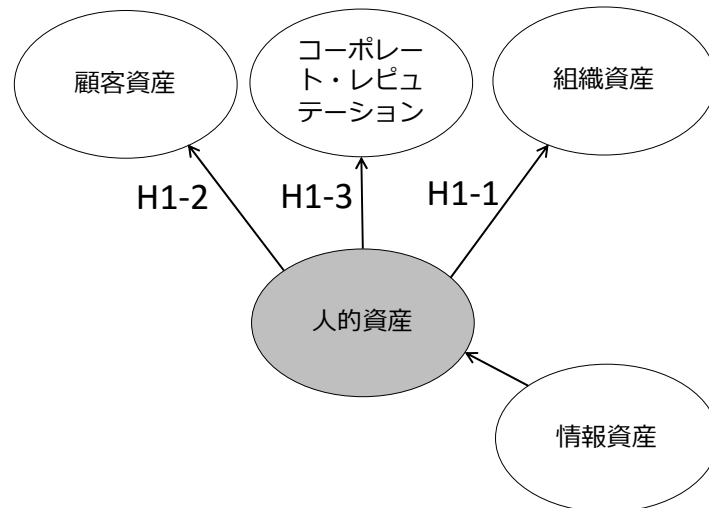 顧客資産
コーポレー
ト・レピュ
テーション
組織資産
H1-2
H1-3
H1-1
人的資産
情報資産